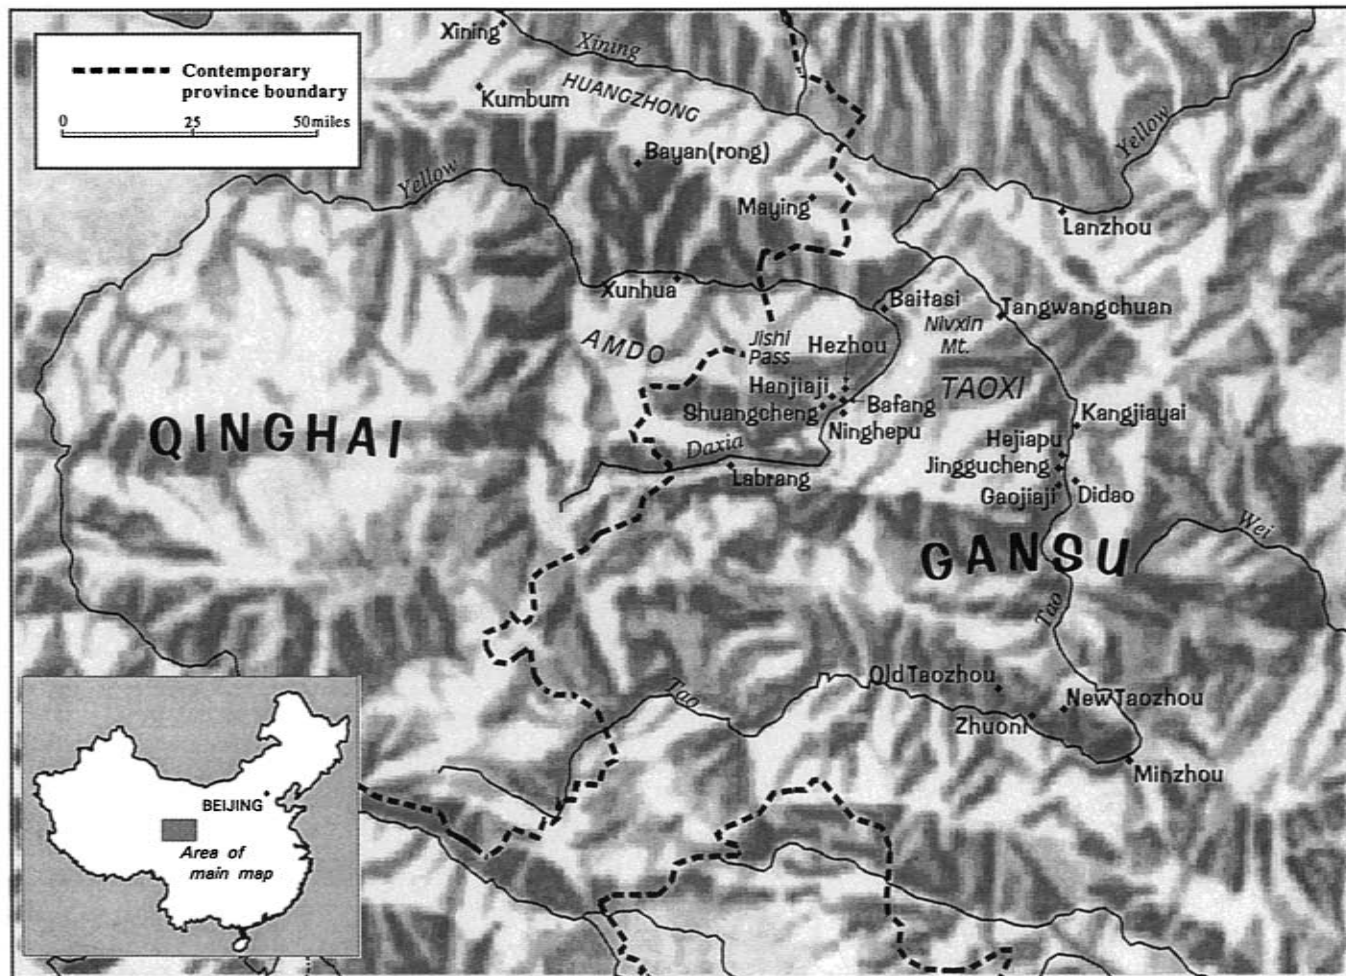 Contemporary
province boundary
0 25 50 miles
Xining
Xining
HUANGZHONG
Kumbum
Bayan(rong)
Yellow
Yellow
Maying
Lanzhou
Xunhua
Baitasi
Tangwangchuan
Nivxin
Mt.
AMDO
Jishi
Pass
Hezhou
Hanjiaji
TAOXI
Shuangcheng
Bafang
Kangjiayai
Ninghepu
QINGHAI
Daxia
Hejiapu
Labrang
Jinggucheng
Gaojiaji
Didao
GANSU
Wei
Tao
Old Taozhou
Tao
New Taozhou
Zhuoni
Minzhou
BEIJING
Area of
main map